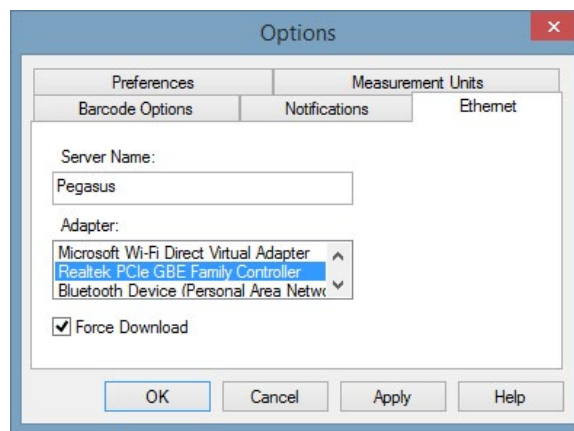 Options
Preferences
Measurement Units
Barcode Options
Notifications
Ethernet
Server Name:
Pegasus
Adapter:
Microsoft Wi-Fi Direct Virtual Adapter
Realtek PCIe GBE Family Controller
Bluetooth Device (Personal Area Netwo
Force Download
OK
Cancel
Apply
Help